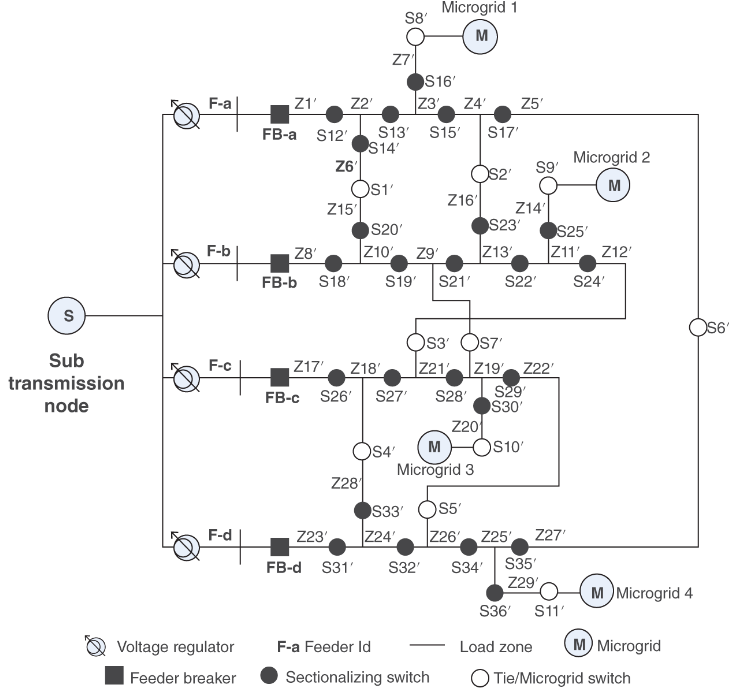 Microgrid 1
S8′
M
Z7′
S16′
F-a
Z1′
Z2′
Z3′
Z4′
Z5′
FB-a
S12′
S13′
S15′
S17′
S14′
Z6′
S1′
S2′
Microgrid 2
S9′
M
Z15′
Z16′
Z14′
S20′
S23′
S25′
F-b
Z8′
Z10′
Z9′
Z13′
Z11′
Z12′
FB-b
S18′
S19′
S21′
S22′
S24′
S
Sub
transmission
node
S6′
S3′
S7′
F-c
Z17′
Z18′
Z21′
Z19′
Z22′
FB-c
S26′
S27′
S28′
S29′
S30′
Z20′
M
S10′
Microgrid 3
S4′
Z28′
S33′
S5′
F-d
Z23′
Z24′
Z26′
Z25′
Z27′
FB-d
S31′
S32′
S34′
S35′
Z29′
M
Microgrid 4
S36′
S11′
Voltage regulator
F-a Feeder Id
Load zone
M
Microgrid
Feeder breaker
Sectionalizing switch
Tie/Microgrid switch